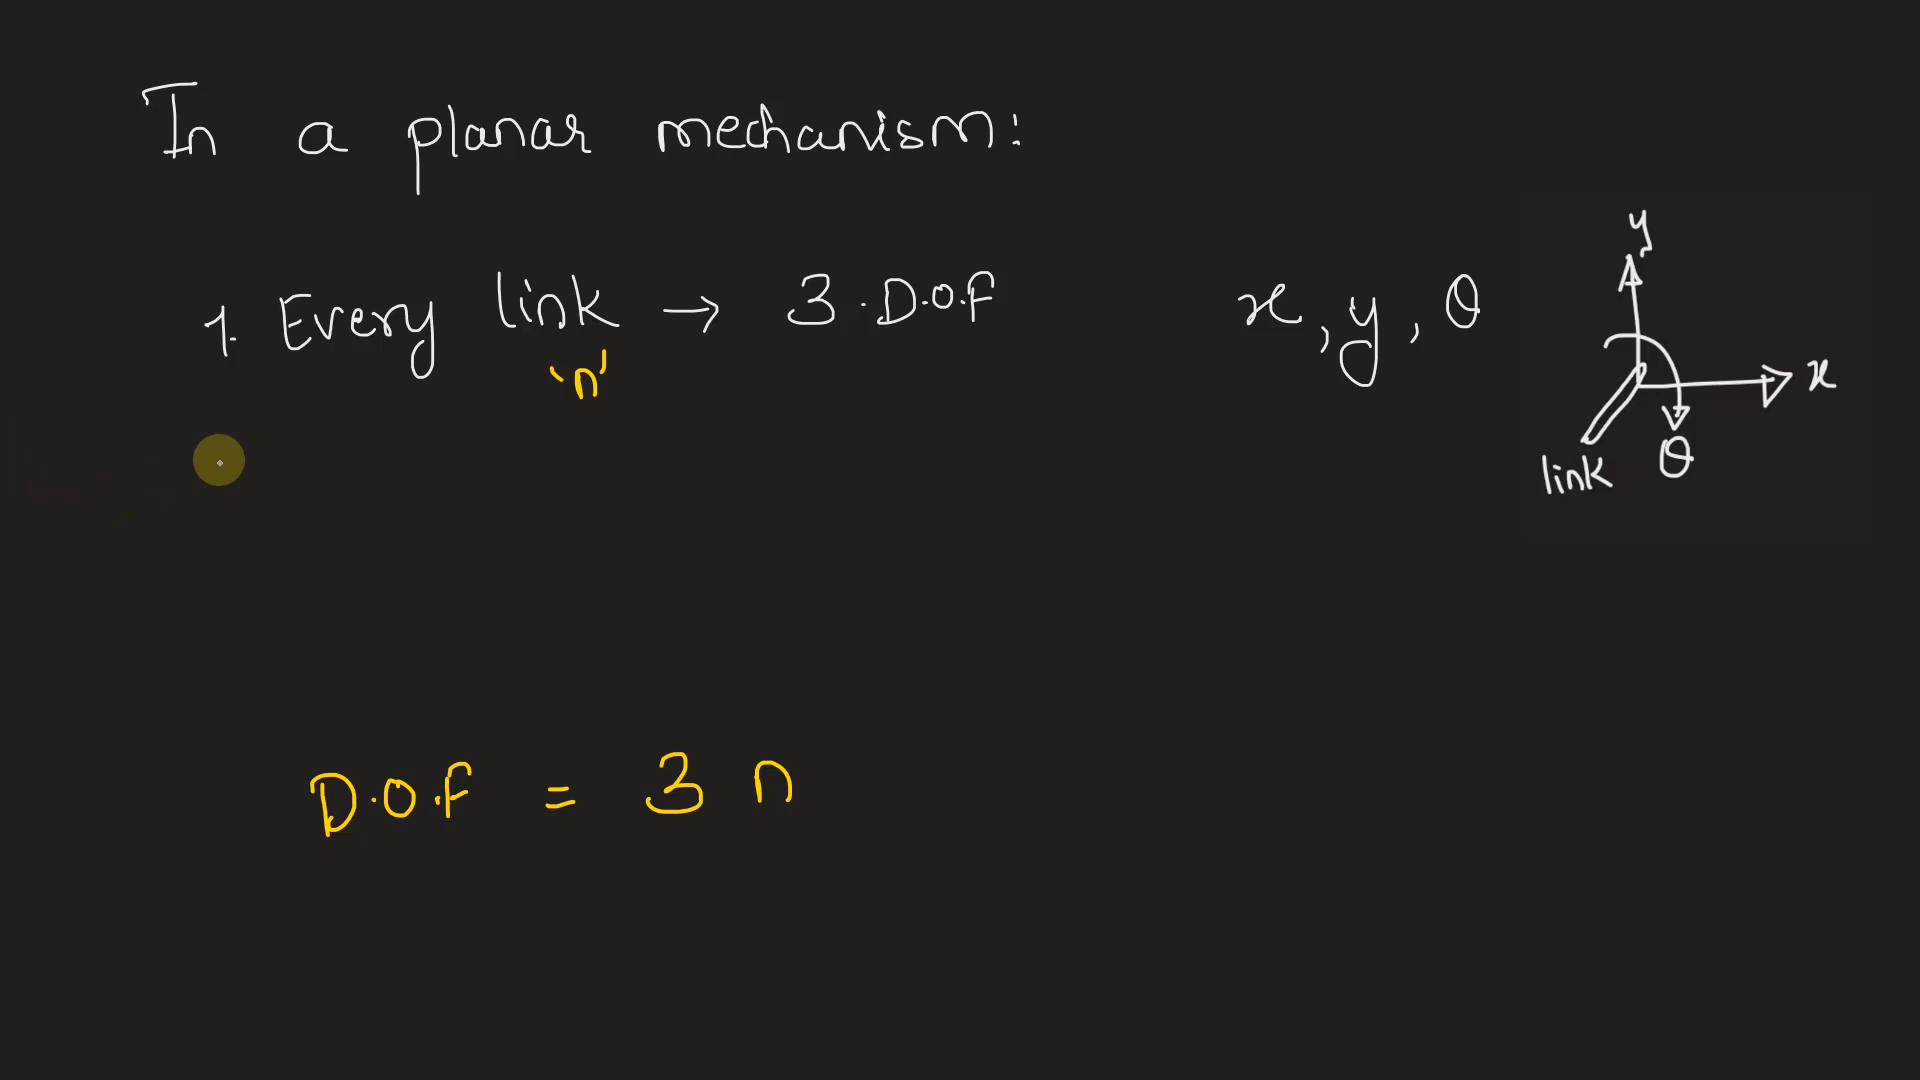 In a planar mechanism:
1. Every link → 3 D.O.F x, y, θ
'n'
y
x
θ
link
D.O.F = 3 n